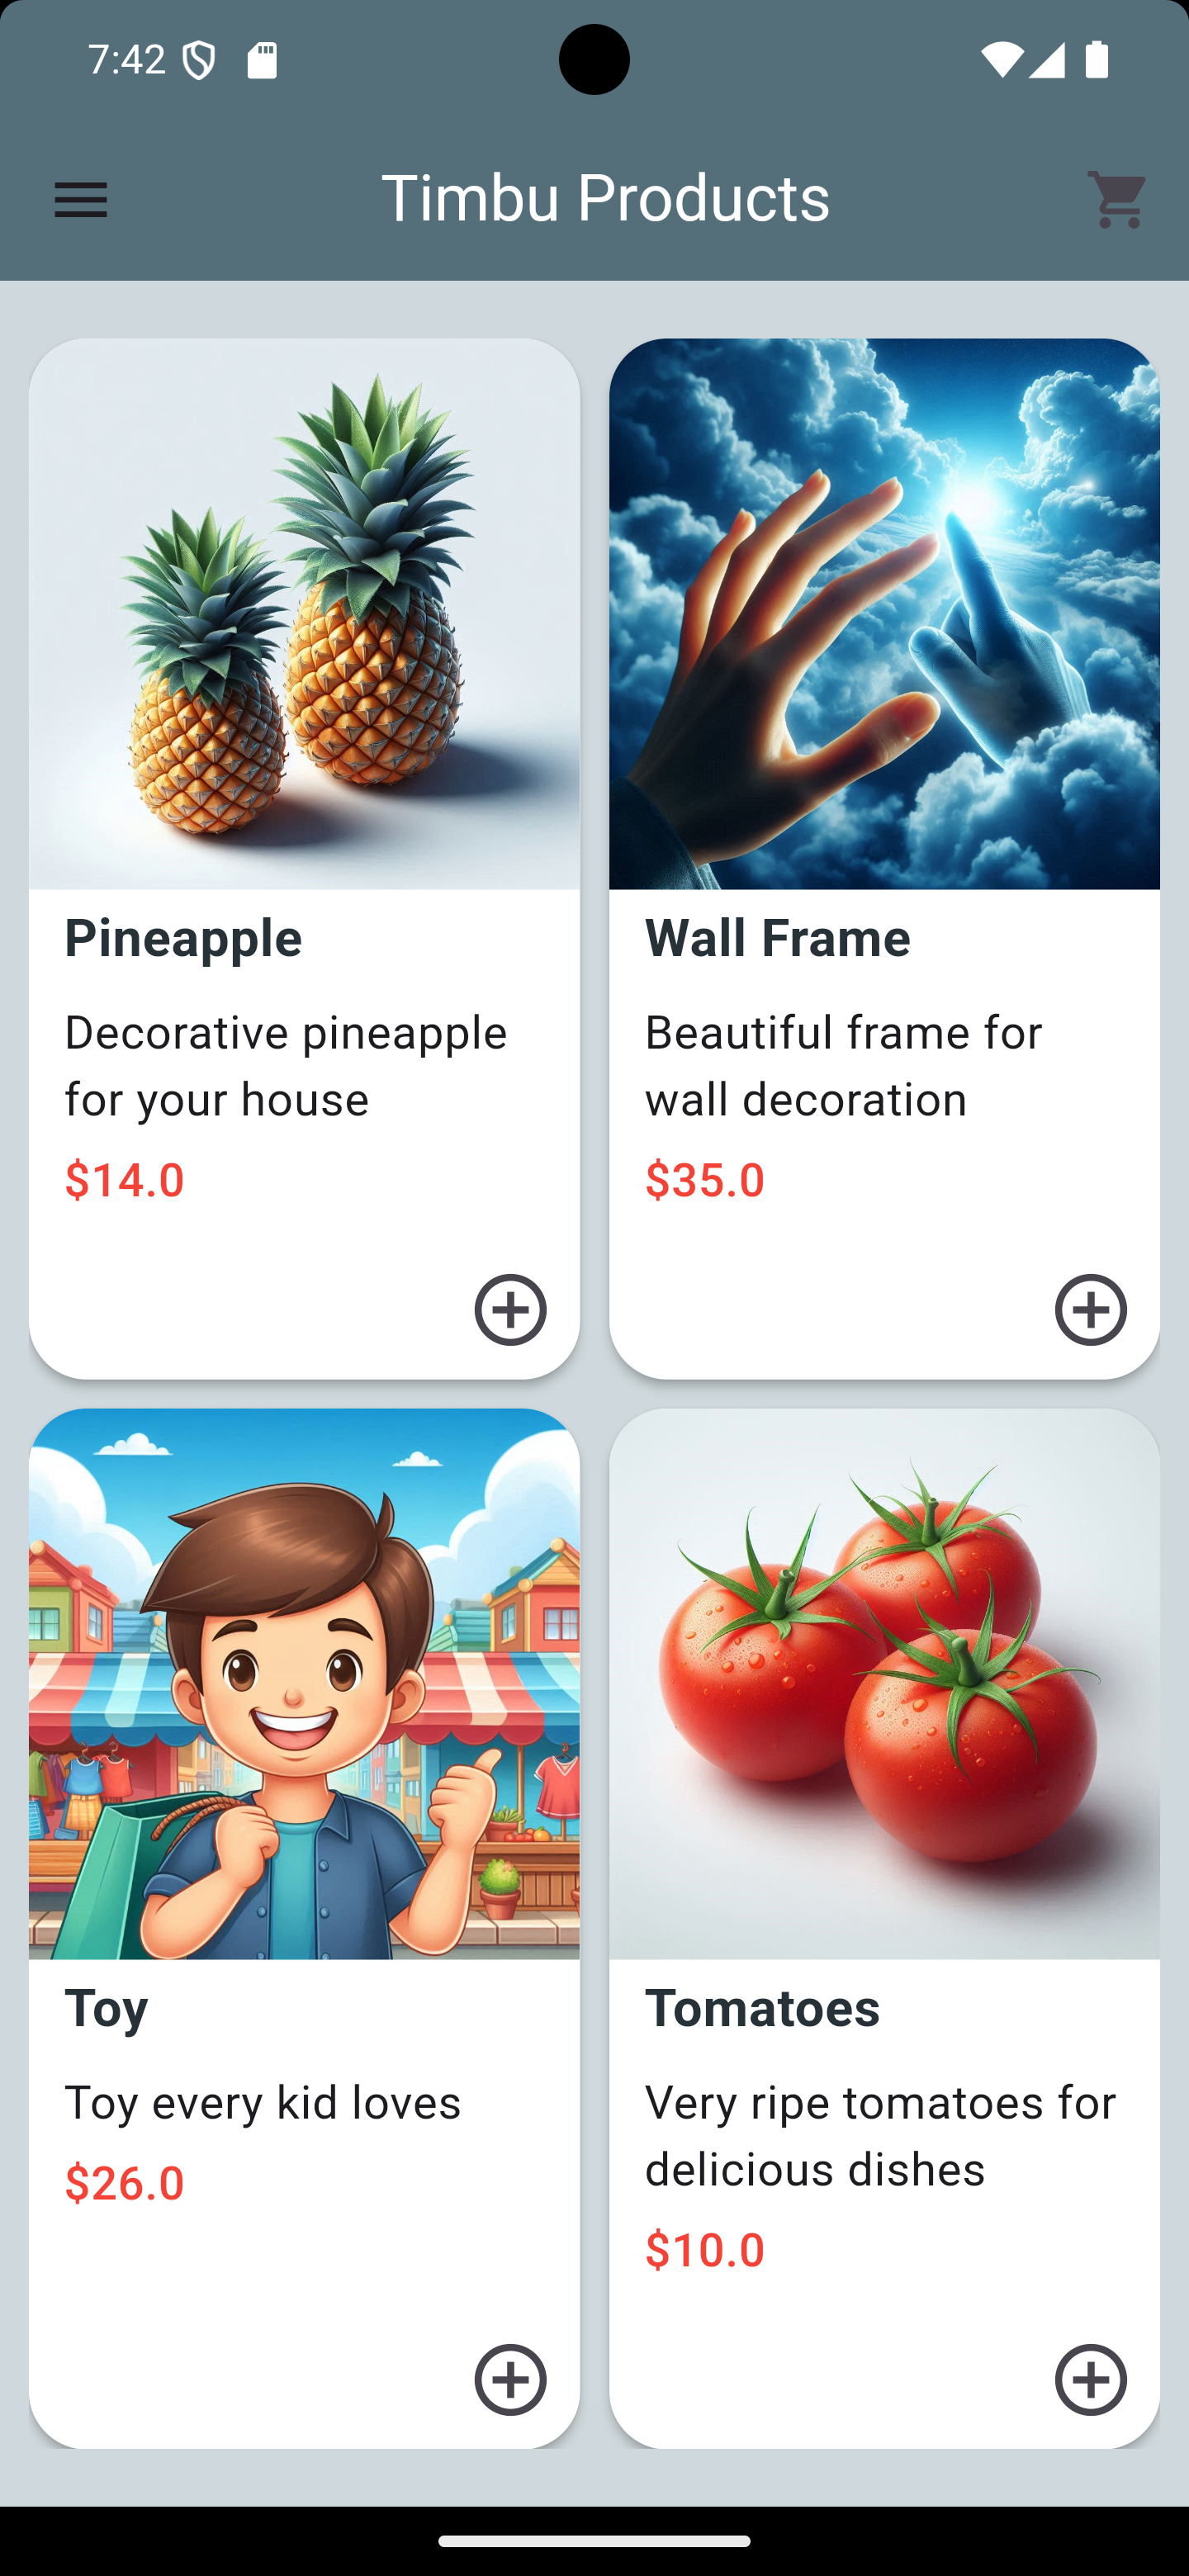 7:42
Timbu Products
Pineapple
Decorative pineapple
for your house
$14.0
Wall Frame
Beautiful frame for
wall decoration
$35.0
Toy
Toy every kid loves
$26.0
Tomatoes
Very ripe tomatoes for
delicious dishes
$10.0